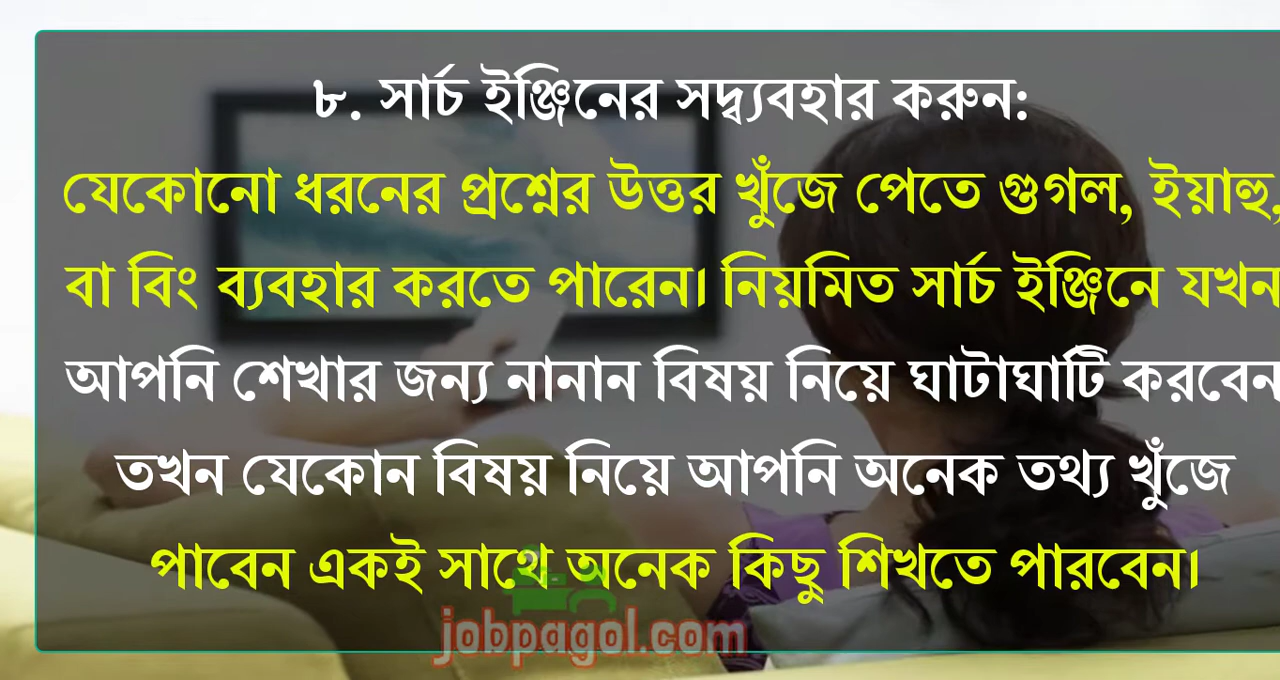 ৮. সার্চ ইঞ্জিনের সদ্ব্যবহার করুন:
যেকোনো ধরনের প্রশ্নের উত্তর খুঁজে পেতে গুগল, ইয়াহু,
বা বিং ব্যবহার করতে পারেন। নিয়মিত সার্চ ইঞ্জিনে যখন
আপনি শেখার জন্য নানান বিষয় নিয়ে ঘাটাঘাটি করবেন
তখন যেকোন বিষয় নিয়ে আপনি অনেক তথ্য খুঁজে
পাবেন একই সাথে অনেক কিছু শিখতে পারবেন।
jobpagol.com